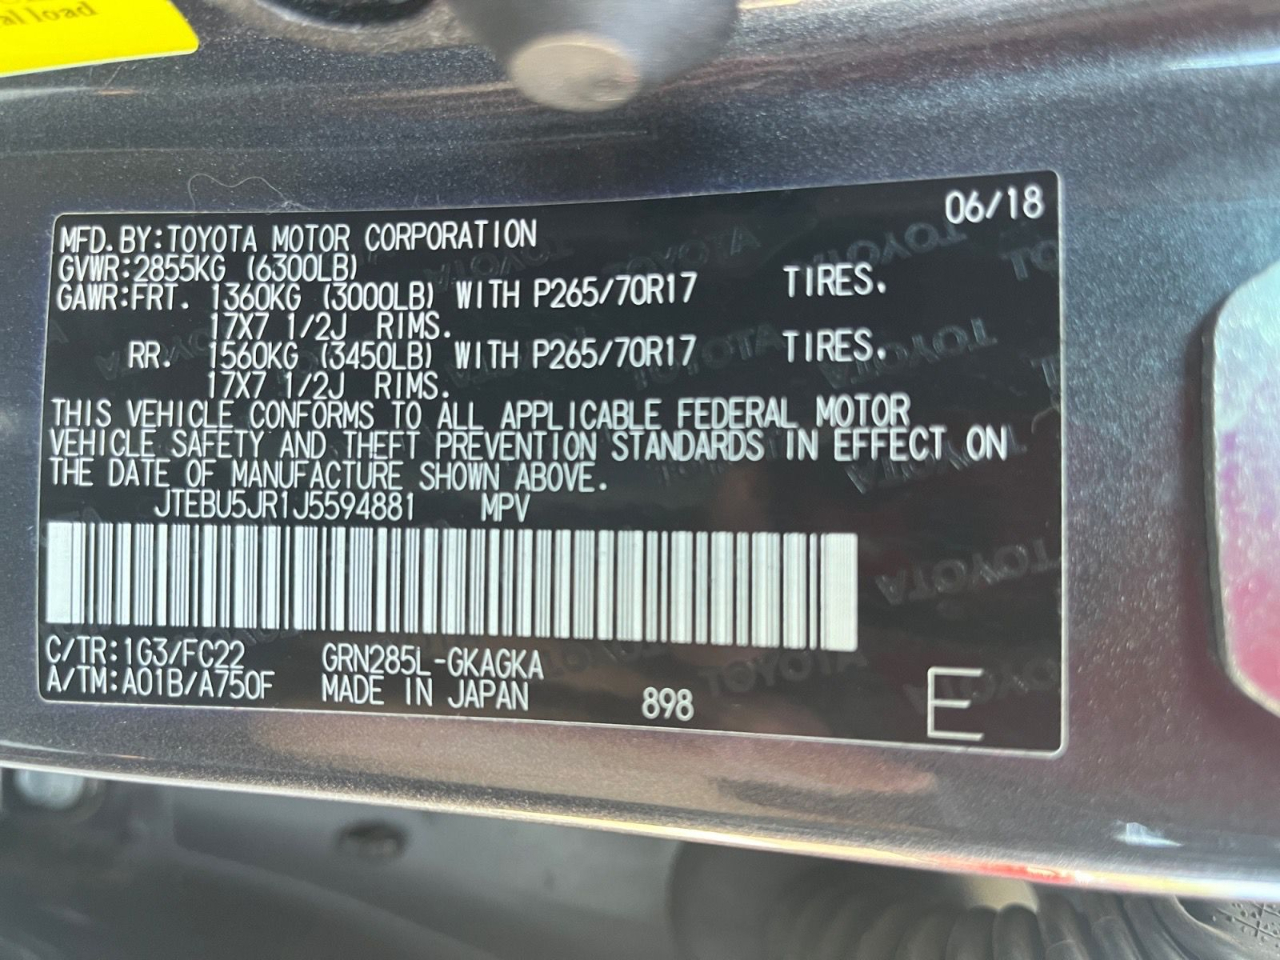 al load
06/18
MFD.BY:TOYOTA MOTOR CORPORATION
GVWR:2855KG (6300LB)
GAWR:FRT. 1360KG (3000LB) WITH P265/70R17 TIRES.
17X7 1/2J RIMS.
RR. 1560KG (3450LB) WITH P265/70R17 TIRES.
17X7 1/2J RIMS.
THIS VEHICLE CONFORMS TO ALL APPLICABLE FEDERAL MOTOR
VEHICLE SAFETY AND THEFT PREVENTION STANDARDS IN EFFECT ON
THE DATE OF MANUFACTURE SHOWN ABOVE.
JTEBU5JR1J5594881 MPV
C/TR:1G3/FC22 GRN285L-GKAGKA
A/TM:A01B/A750F MADE IN JAPAN 898 E